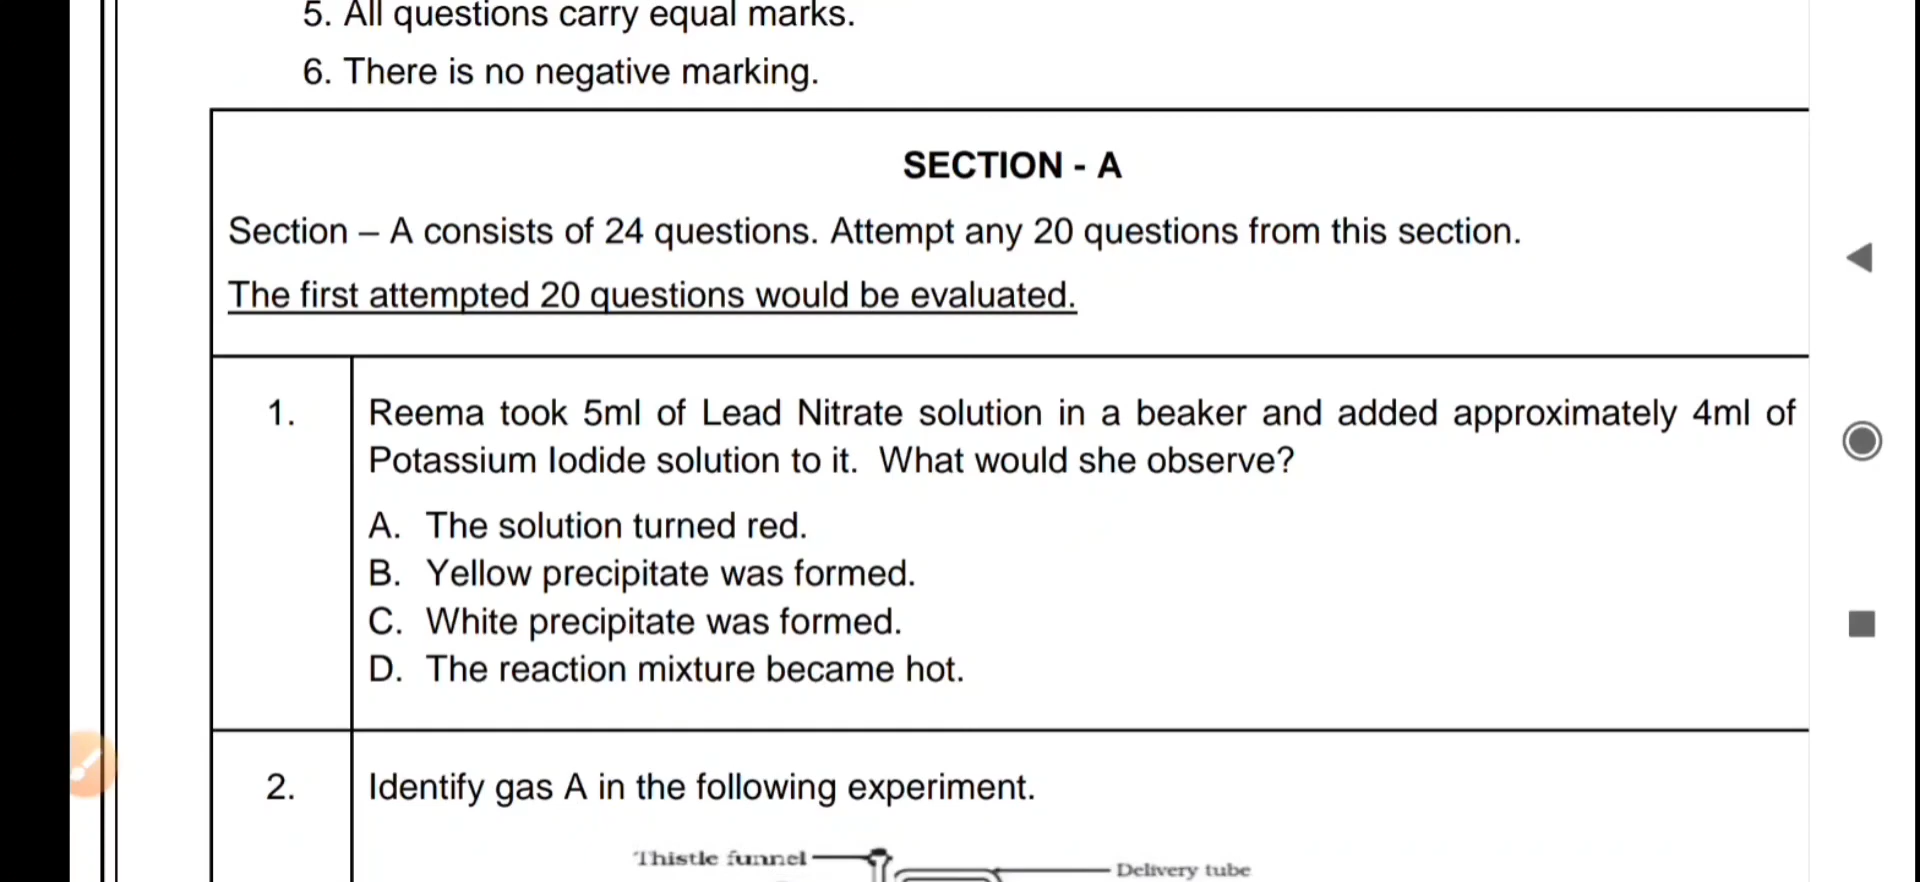 5. All questions carry equal marks.
6. There is no negative marking.
SECTION - A
Section – A consists of 24 questions. Attempt any 20 questions from this section.
The first attempted 20 questions would be evaluated.
1.
Reema took 5ml of Lead Nitrate solution in a beaker and added approximately 4ml of
Potassium Iodide solution to it. What would she observe?
A. The solution turned red.
B. Yellow precipitate was formed.
C. White precipitate was formed.
D. The reaction mixture became hot.
2.
Identify gas A in the following experiment.
Thistle funnel
Delivery tube